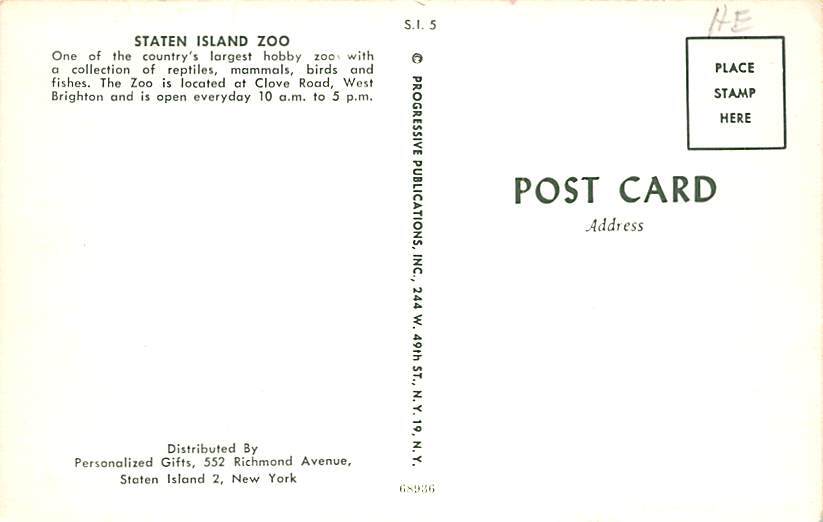 S.I. 5
STATEN ISLAND ZOO
One of the country's largest hobby zoos with
a collection of reptiles, mammals, birds and
fishes. The Zoo is located at Clove Road, West
Brighton and is open everyday 10 a.m. to 5 p.m.
Distributed By
Personalized Gifts, 552 Richmond Avenue,
Staten Island 2, New York
© PROGRESSIVE PUBLICATIONS, INC., 244 W. 49th ST., N. Y. 19, N. Y.
68936
HE
PLACE
STAMP
HERE
POST CARD
Address